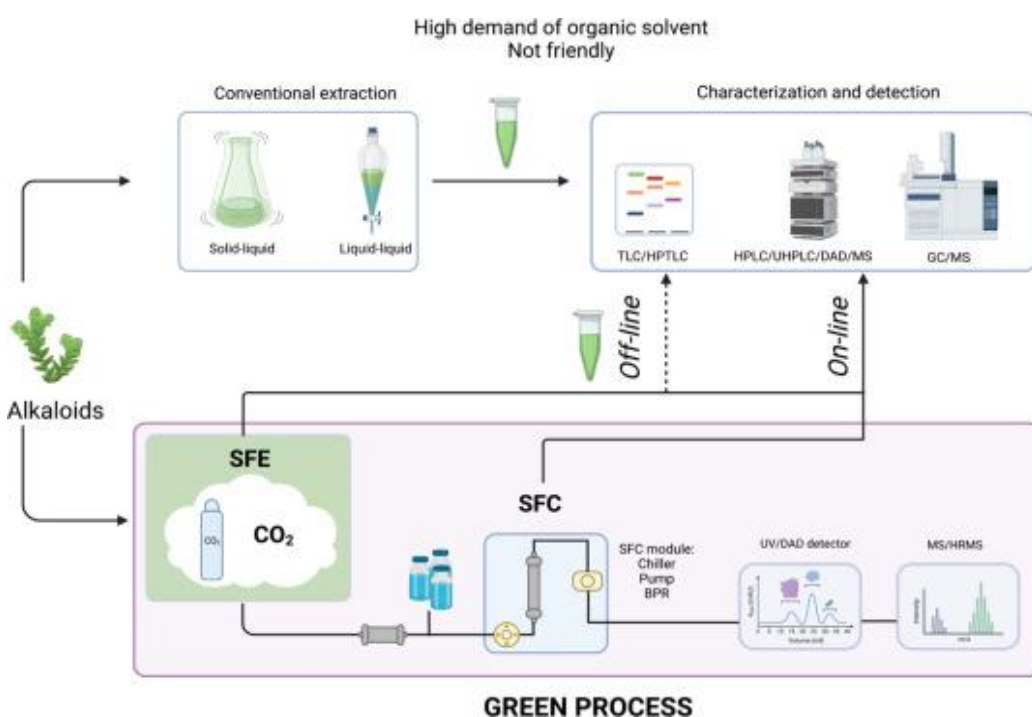 High demand of organic solvent
Not friendly
Conventional extraction
Characterization and detection
Solid-liquid
Liquid-liquid
TLC/HPTLC
HPLC/UHPLC/DAD/MS
GC/MS
Off-line
On-line
Alkaloids
SFE
CO₂
CO₂
SFC
SFC module:
Chiller
Pump
BPR
UV/DAD detector
MS/HRMS
Intensity
GREEN PROCESS